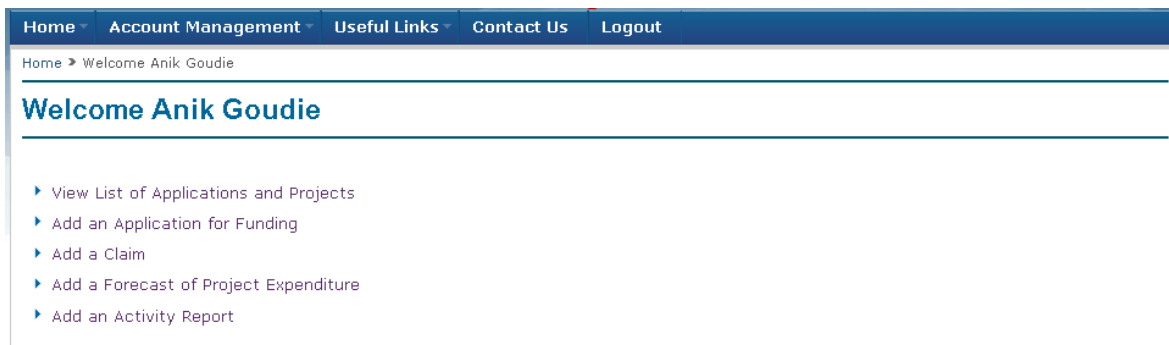 Home Account Management Useful Links Contact Us Logout
Home > Welcome Anik Goudie
Welcome Anik Goudie
View List of Applications and Projects
Add an Application for Funding
Add a Claim
Add a Forecast of Project Expenditure
Add an Activity Report